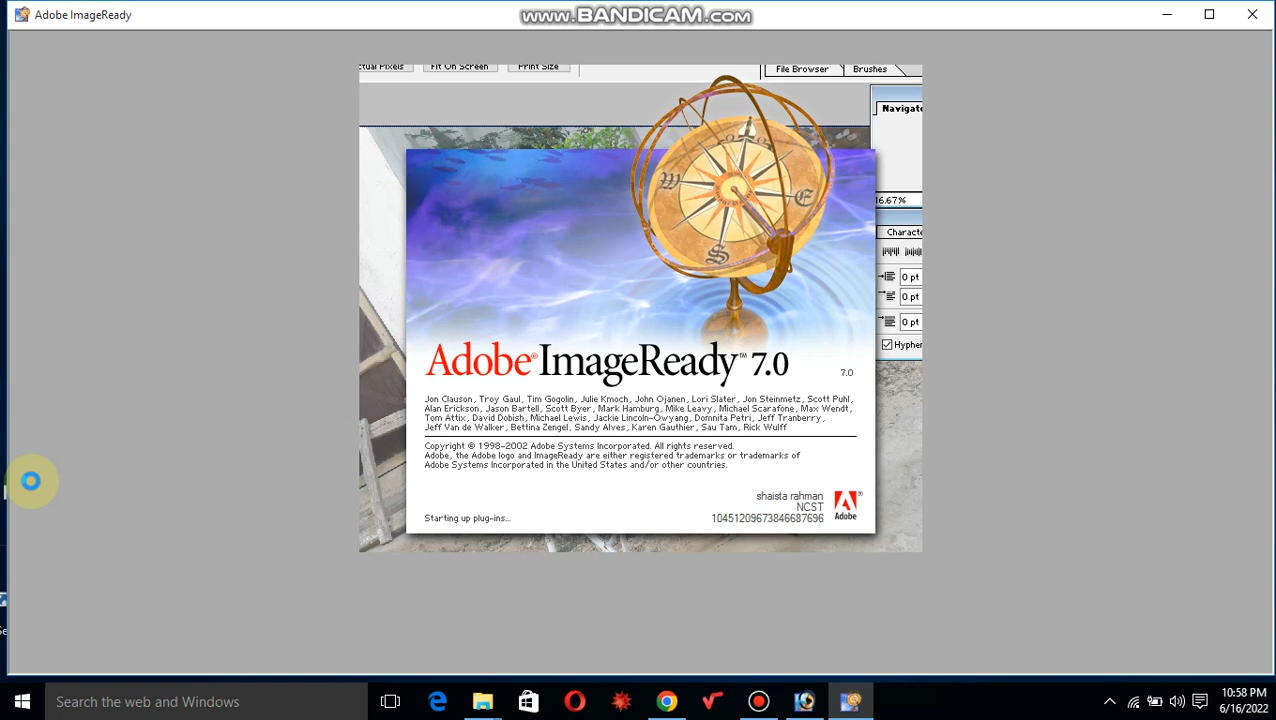 Adobe ImageReady
www.BANDICAM.com
ctual Pixels Fit On Screen Print Size
File Browser Brushes
Navigate
W E S
16.67%
Characte
0 pt
0 pt
0 pt
Hypher
Adobe® ImageReady™ 7.0
7.0
Jon Clauson, Troy Gaul, Tim Gogolin, Julie Kmoch, John Ojanen, Lori Slater, Jon Steinmetz, Scott Puhl,
Alan Erickson, Jason Bartell, Scott Byer, Mark Hamburg, Mike Leavy, Michael Scarafone, Max Wendt,
Tom Attix, David Dobish, Michael Lewis, Jackie Lincoln-Owyang, Domnita Petri, Jeff Tranberry,
Jeff Van de Walker, Bettina Zengel, Sandy Alves, Karen Gauthier, Sau Tam, Rick Wulff
Copyright © 1998-2002 Adobe Systems Incorporated. All rights reserved.
Adobe, the Adobe logo and ImageReady are either registered trademarks or trademarks of
Adobe Systems Incorporated in the United States and/or other countries.
shaista rahman
NCST
10451209673846687696
Adobe
Starting up plug-ins...
Search the web and Windows
10:58 PM
6/16/2022